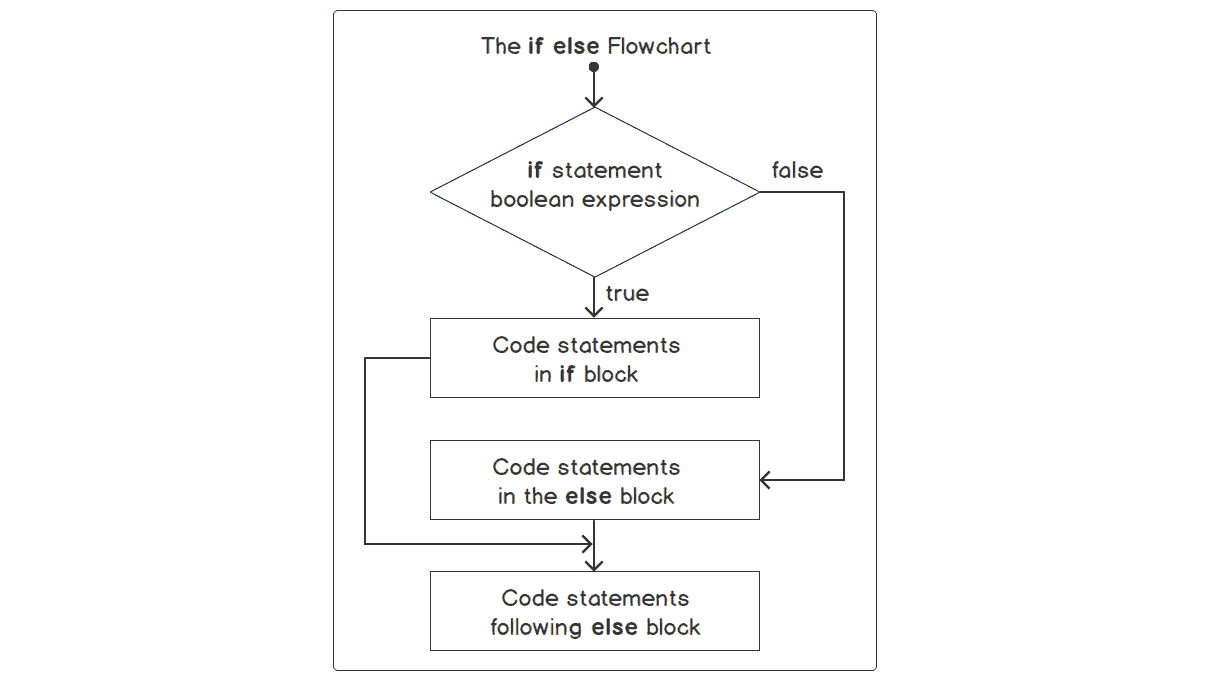 The if else Flowchart
if statement
boolean expression
false
true
Code statements
in if block
Code statements
in the else block
Code statements
following else block